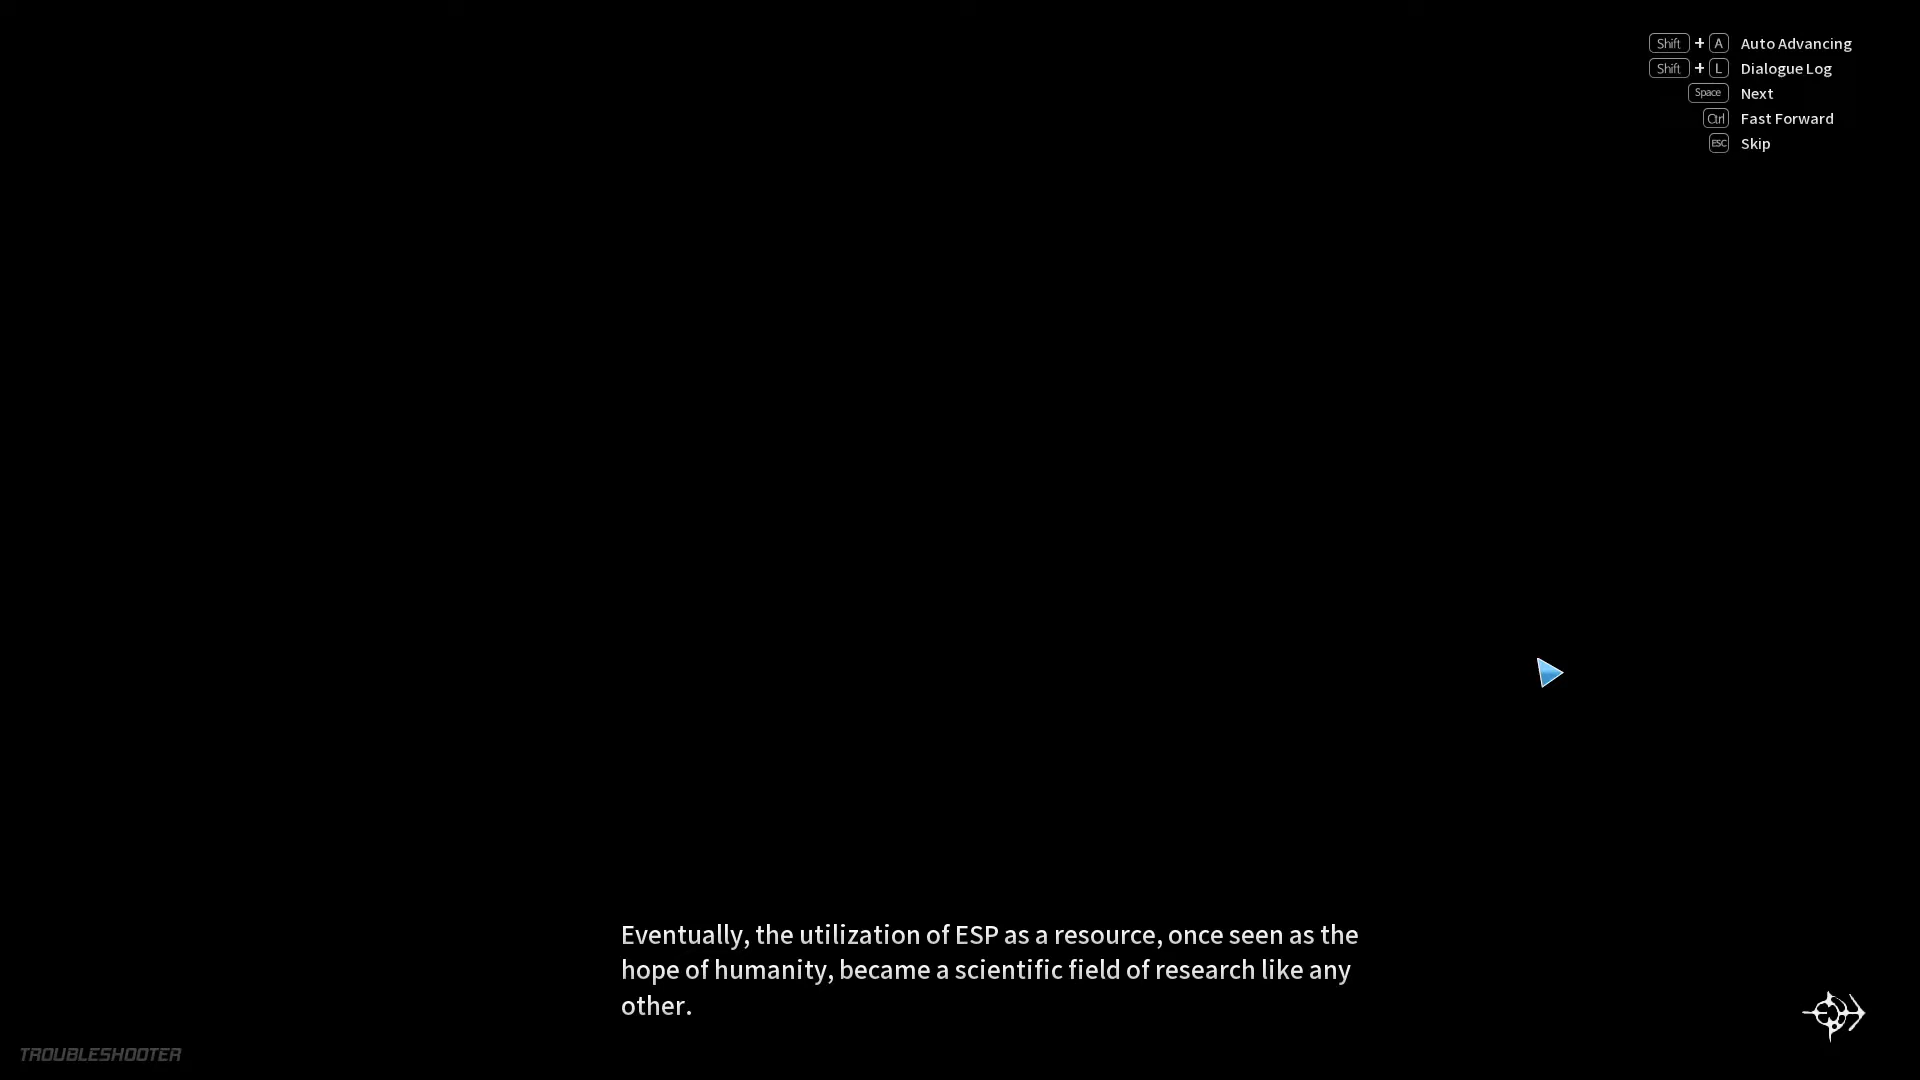 Shift + A Auto Advancing
Shift + L Dialogue Log
Space Next
Ctrl Fast Forward
ESC Skip
Eventually, the utilization of ESP as a resource, once seen as the
hope of humanity, became a scientific field of research like any
other.
TROUBLESHOOTER